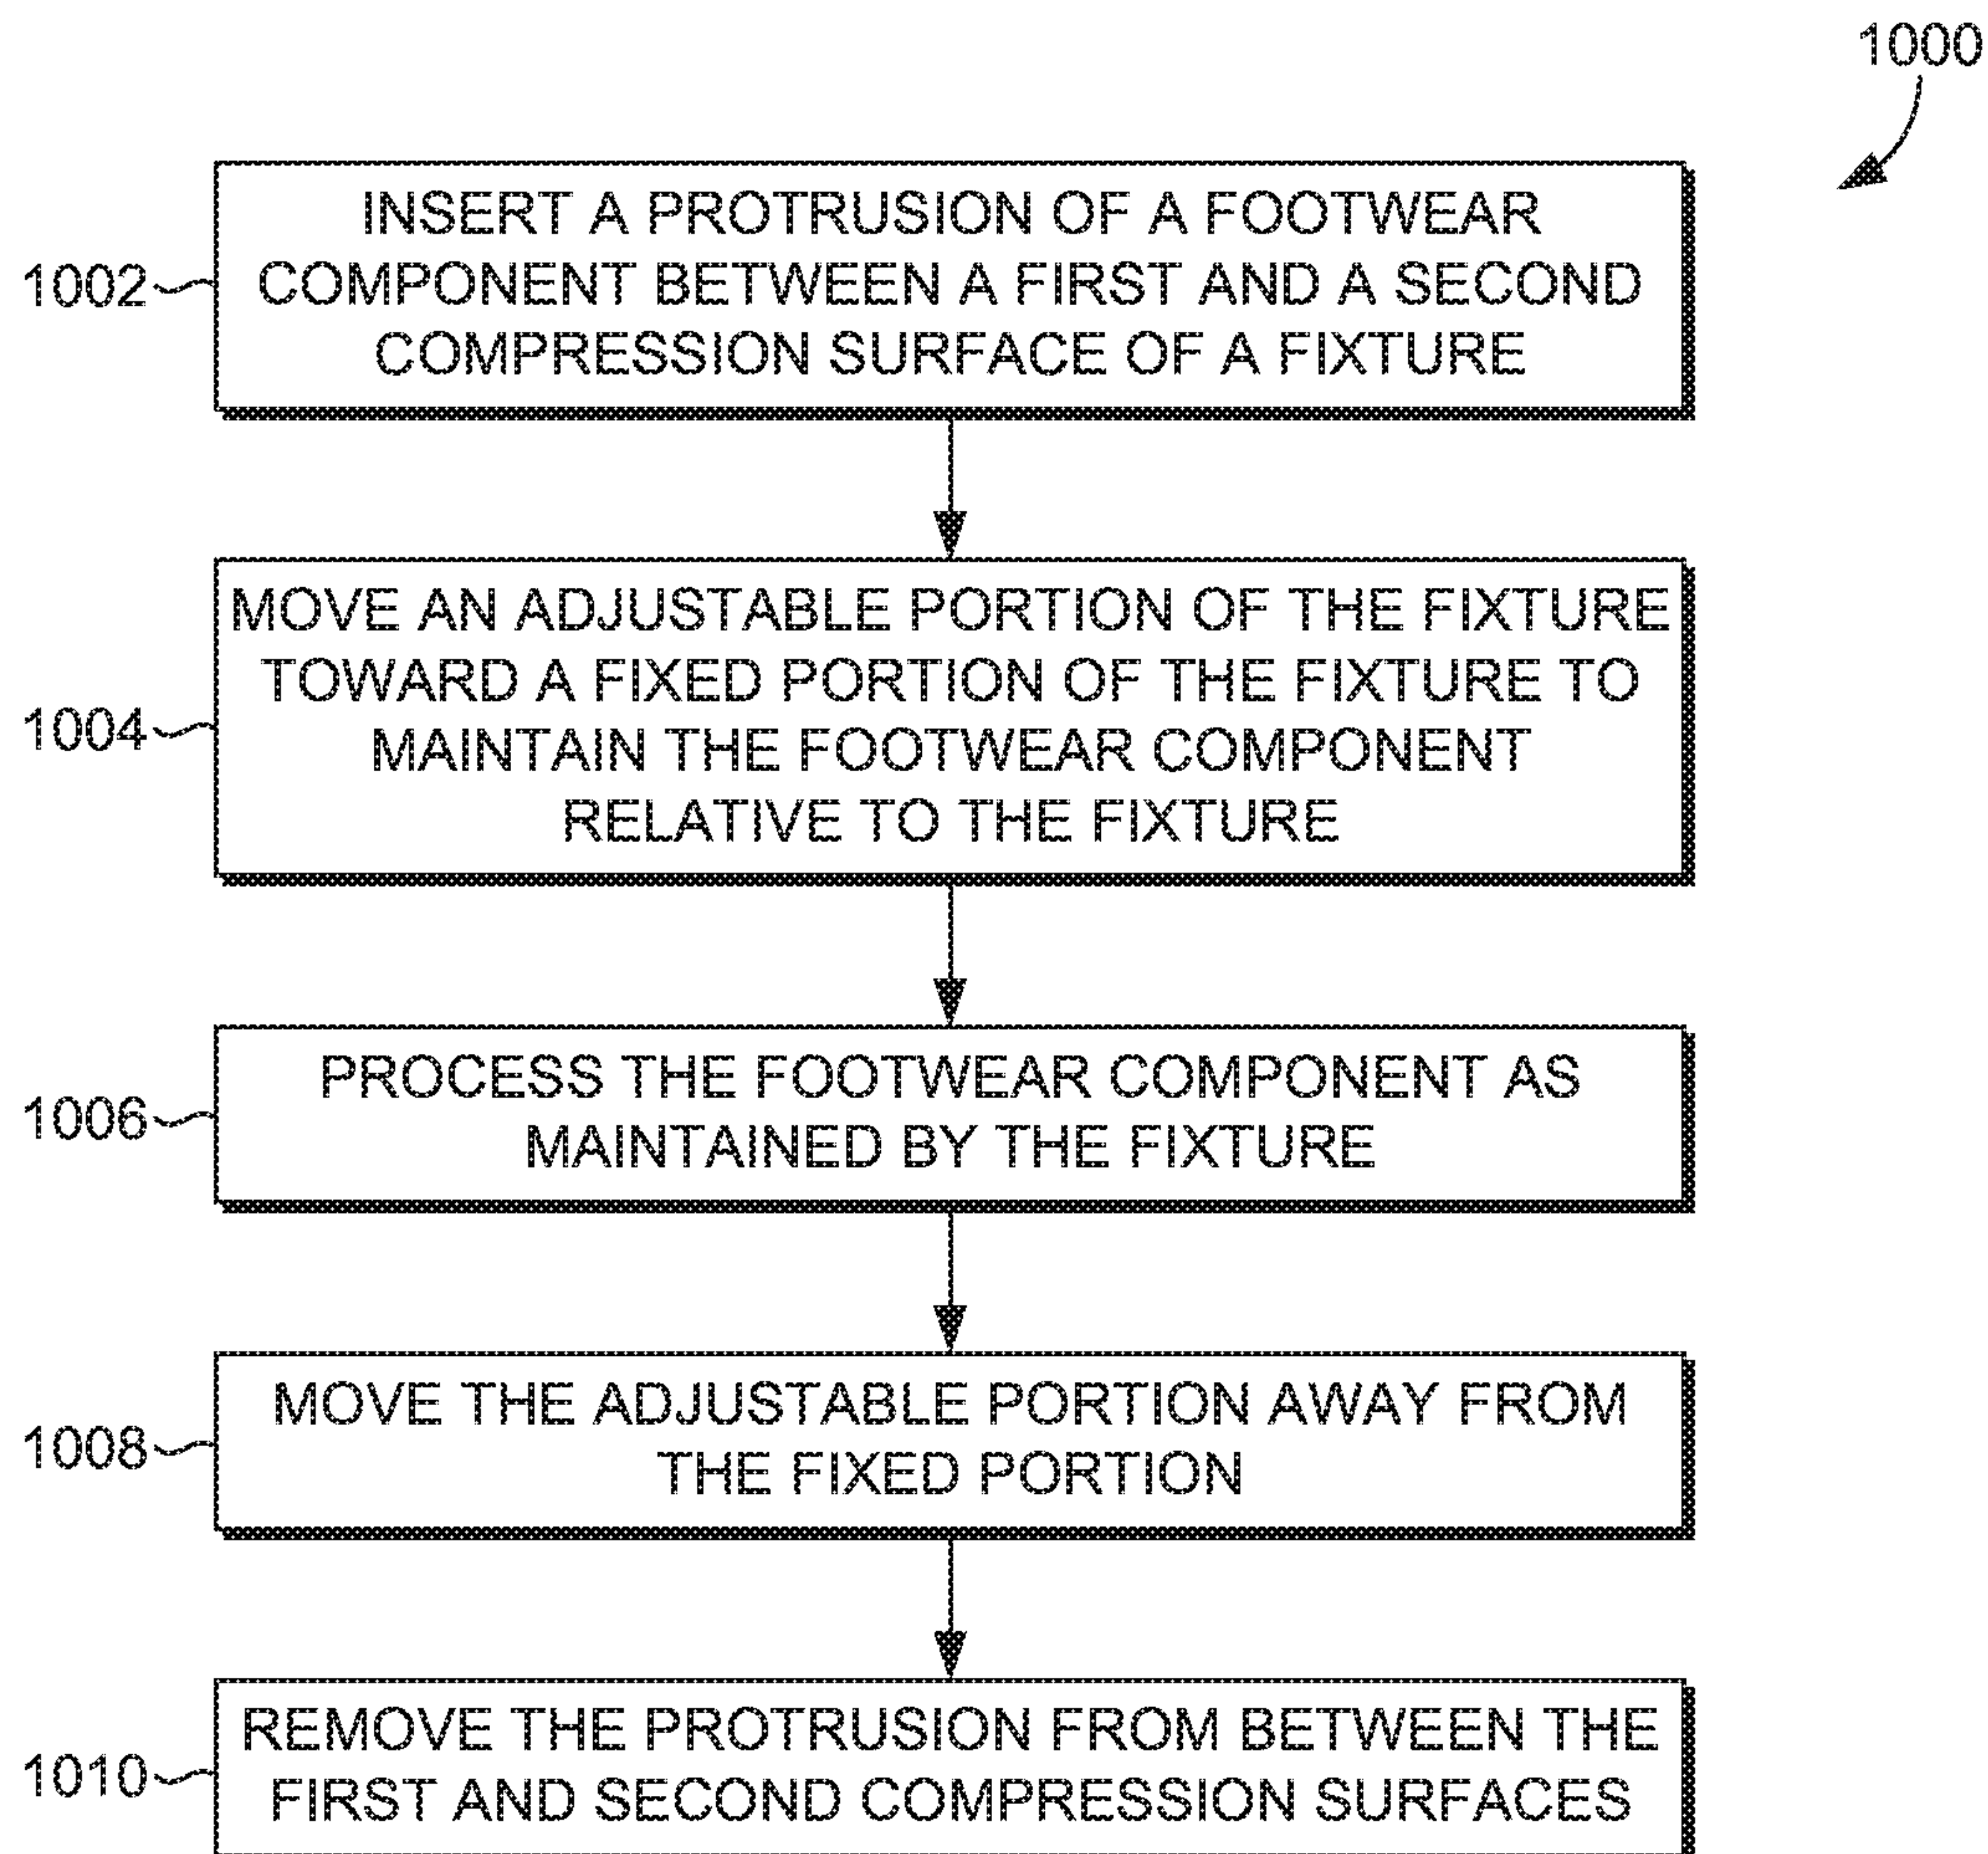 1000
INSERT A PROTRUSION OF A FOOTWEAR
1002
COMPONENT BETWEEN A FIRST AND A SECOND
COMPRESSION SURFACE OF A FIXTURE
MOVE AN ADJUSTABLE PORTION OF THE FIXTURE
TOWARD A FIXED PORTION OF THE FIXTURE TO
1004
MAINTAIN THE FOOTWEAR COMPONENT
RELATIVE TO THE FIXTURE
PROCESS THE FOOTWEAR COMPONENT AS
1006
MAINTAINED BY THE FIXTURE
MOVE THE ADJUSTABLE PORTION AWAY FROM
1008
THE FIXED PORTION
REMOVE THE PROTRUSION FROM BETWEEN THE
1010
FIRST AND SECOND COMPRESSION SURFACES